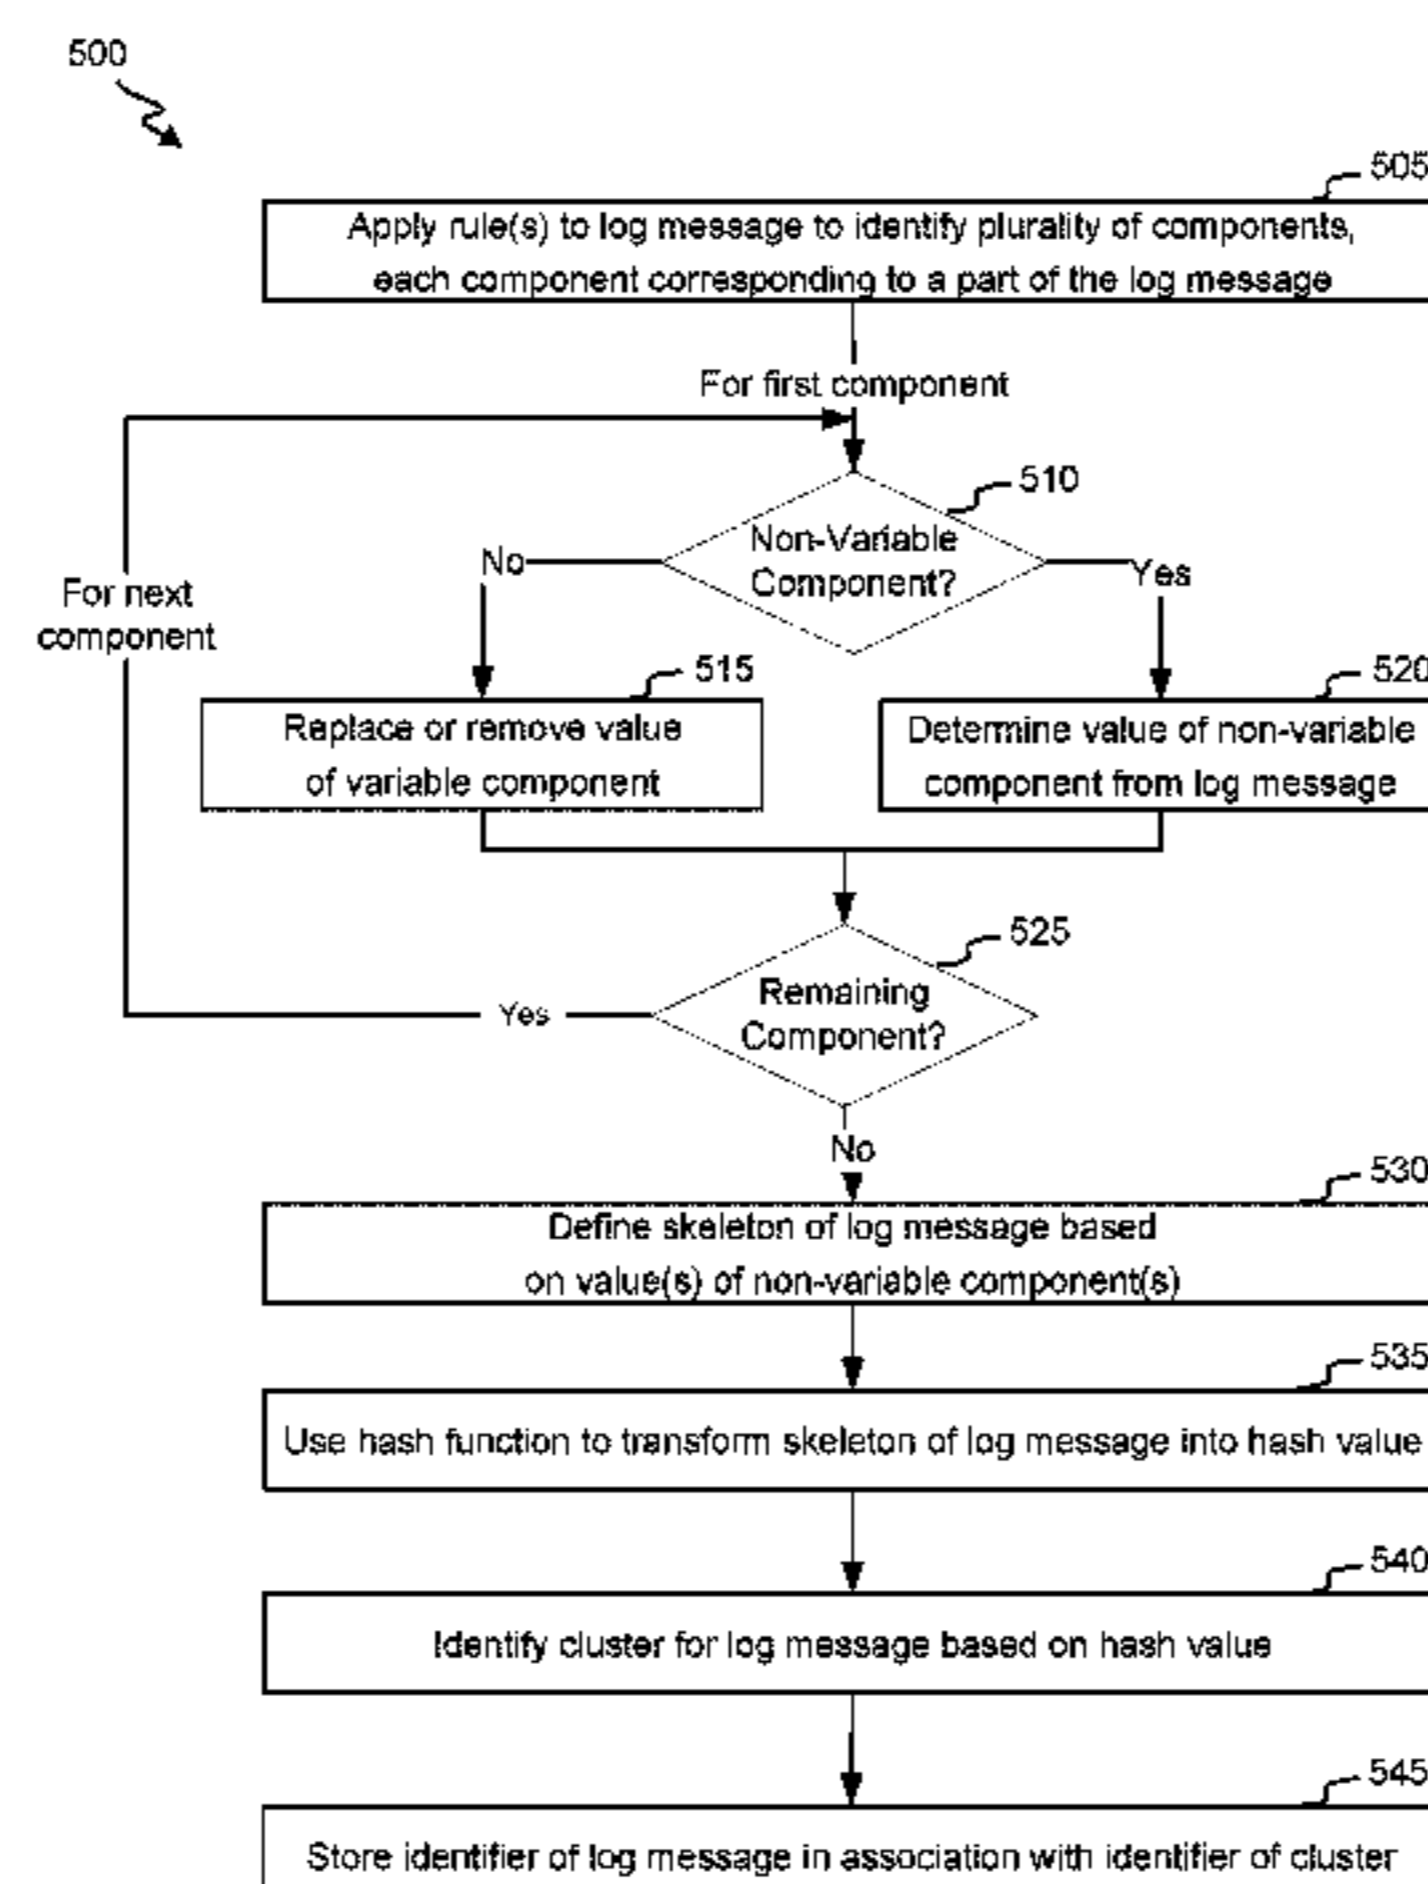 500
505
Apply rule(s) to log message to identify plurality of components,
each component corresponding to a part of the log message
For first component
510
Non-Variable
Component?
No
Yes
For next
component
515
520
Replace or remove value
of variable component
Determine value of non-variable
component from log message
525
Remaining
Component?
Yes
No
530
Define skeleton of log message based
on value(s) of non-variable component(s)
535
Use hash function to transform skeleton of log message into hash value
540
Identify cluster for log message based on hash value
545
Store identifier of log message in association with identifier of cluster